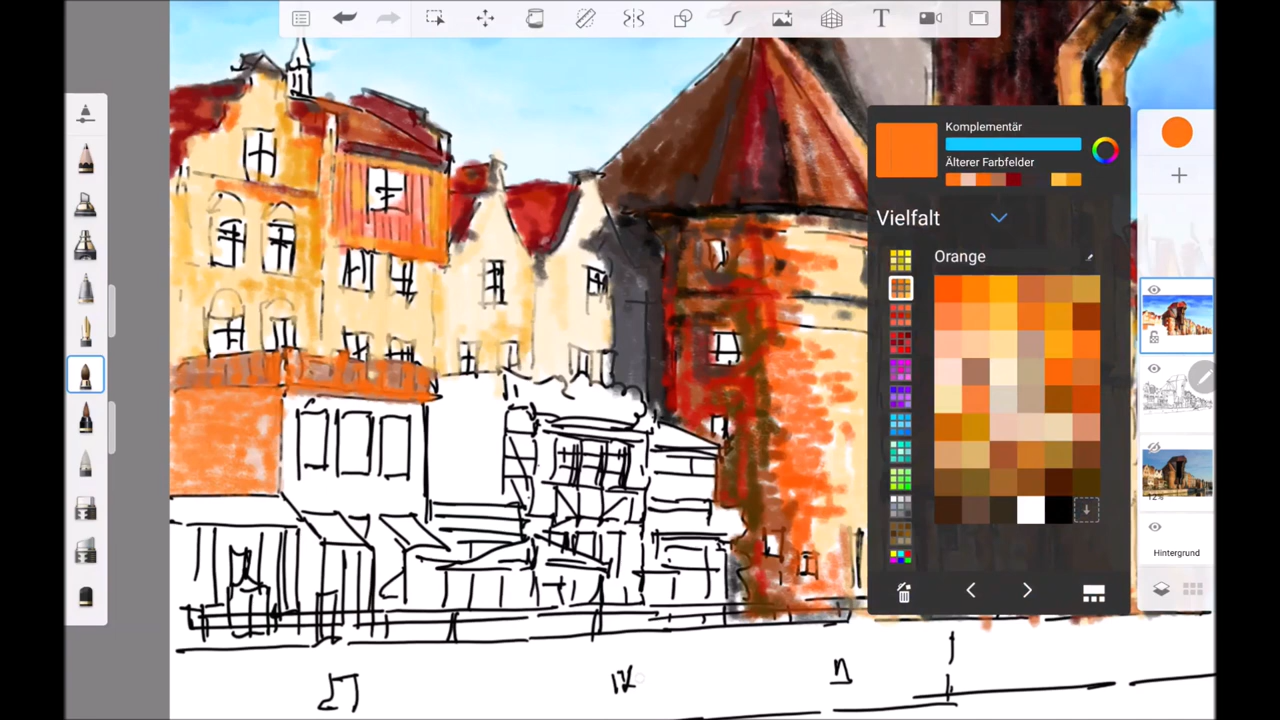 T
Komplementär
Älterer Farbfelder
Vielfalt
Orange
Hintergrund